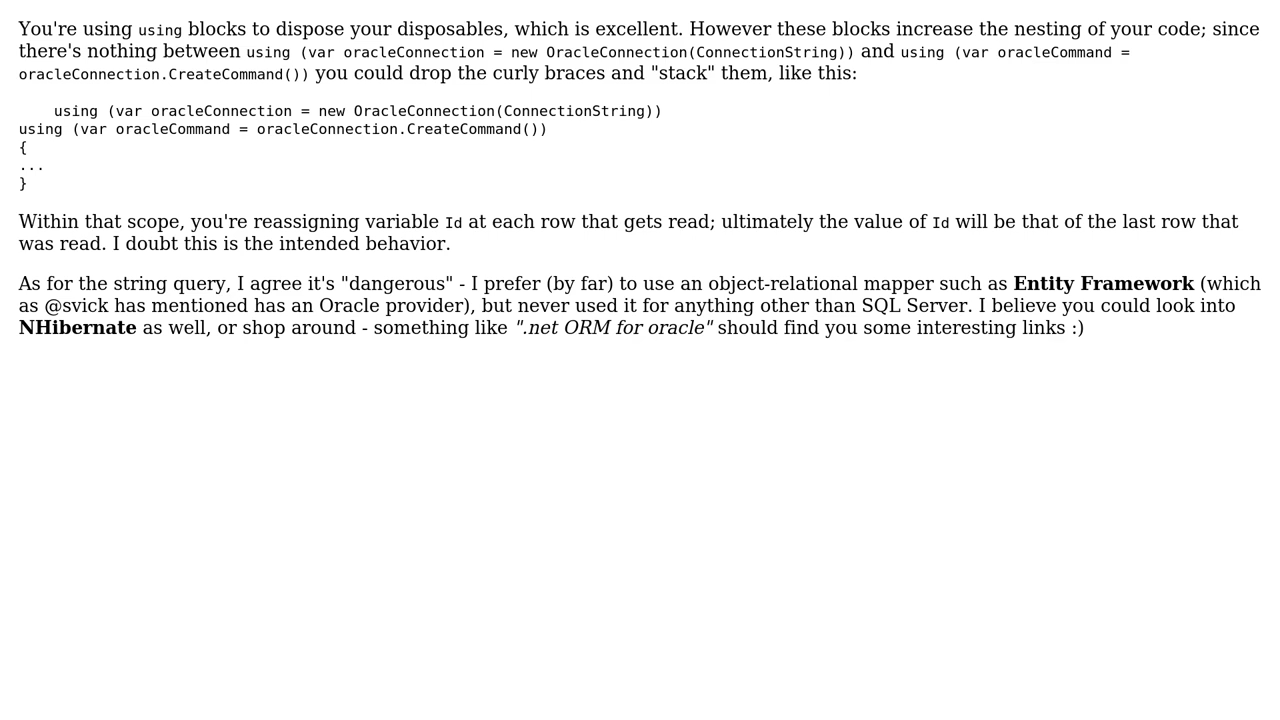 You're using using blocks to dispose your disposables, which is excellent. However these blocks increase the nesting of your code; since
there's nothing between using (var oracleConnection = new OracleConnection(ConnectionString)) and using (var oracleCommand =
oracleConnection.CreateCommand()) you could drop the curly braces and "stack" them, like this:
    using (var oracleConnection = new OracleConnection(ConnectionString))
using (var oracleCommand = oracleConnection.CreateCommand())
{
...
}
Within that scope, you're reassigning variable Id at each row that gets read; ultimately the value of Id will be that of the last row that
was read. I doubt this is the intended behavior.
As for the string query, I agree it's "dangerous" - I prefer (by far) to use an object-relational mapper such as Entity Framework (which
as @svick has mentioned has an Oracle provider), but never used it for anything other than SQL Server. I believe you could look into
NHibernate as well, or shop around - something like ".net ORM for oracle" should find you some interesting links :)